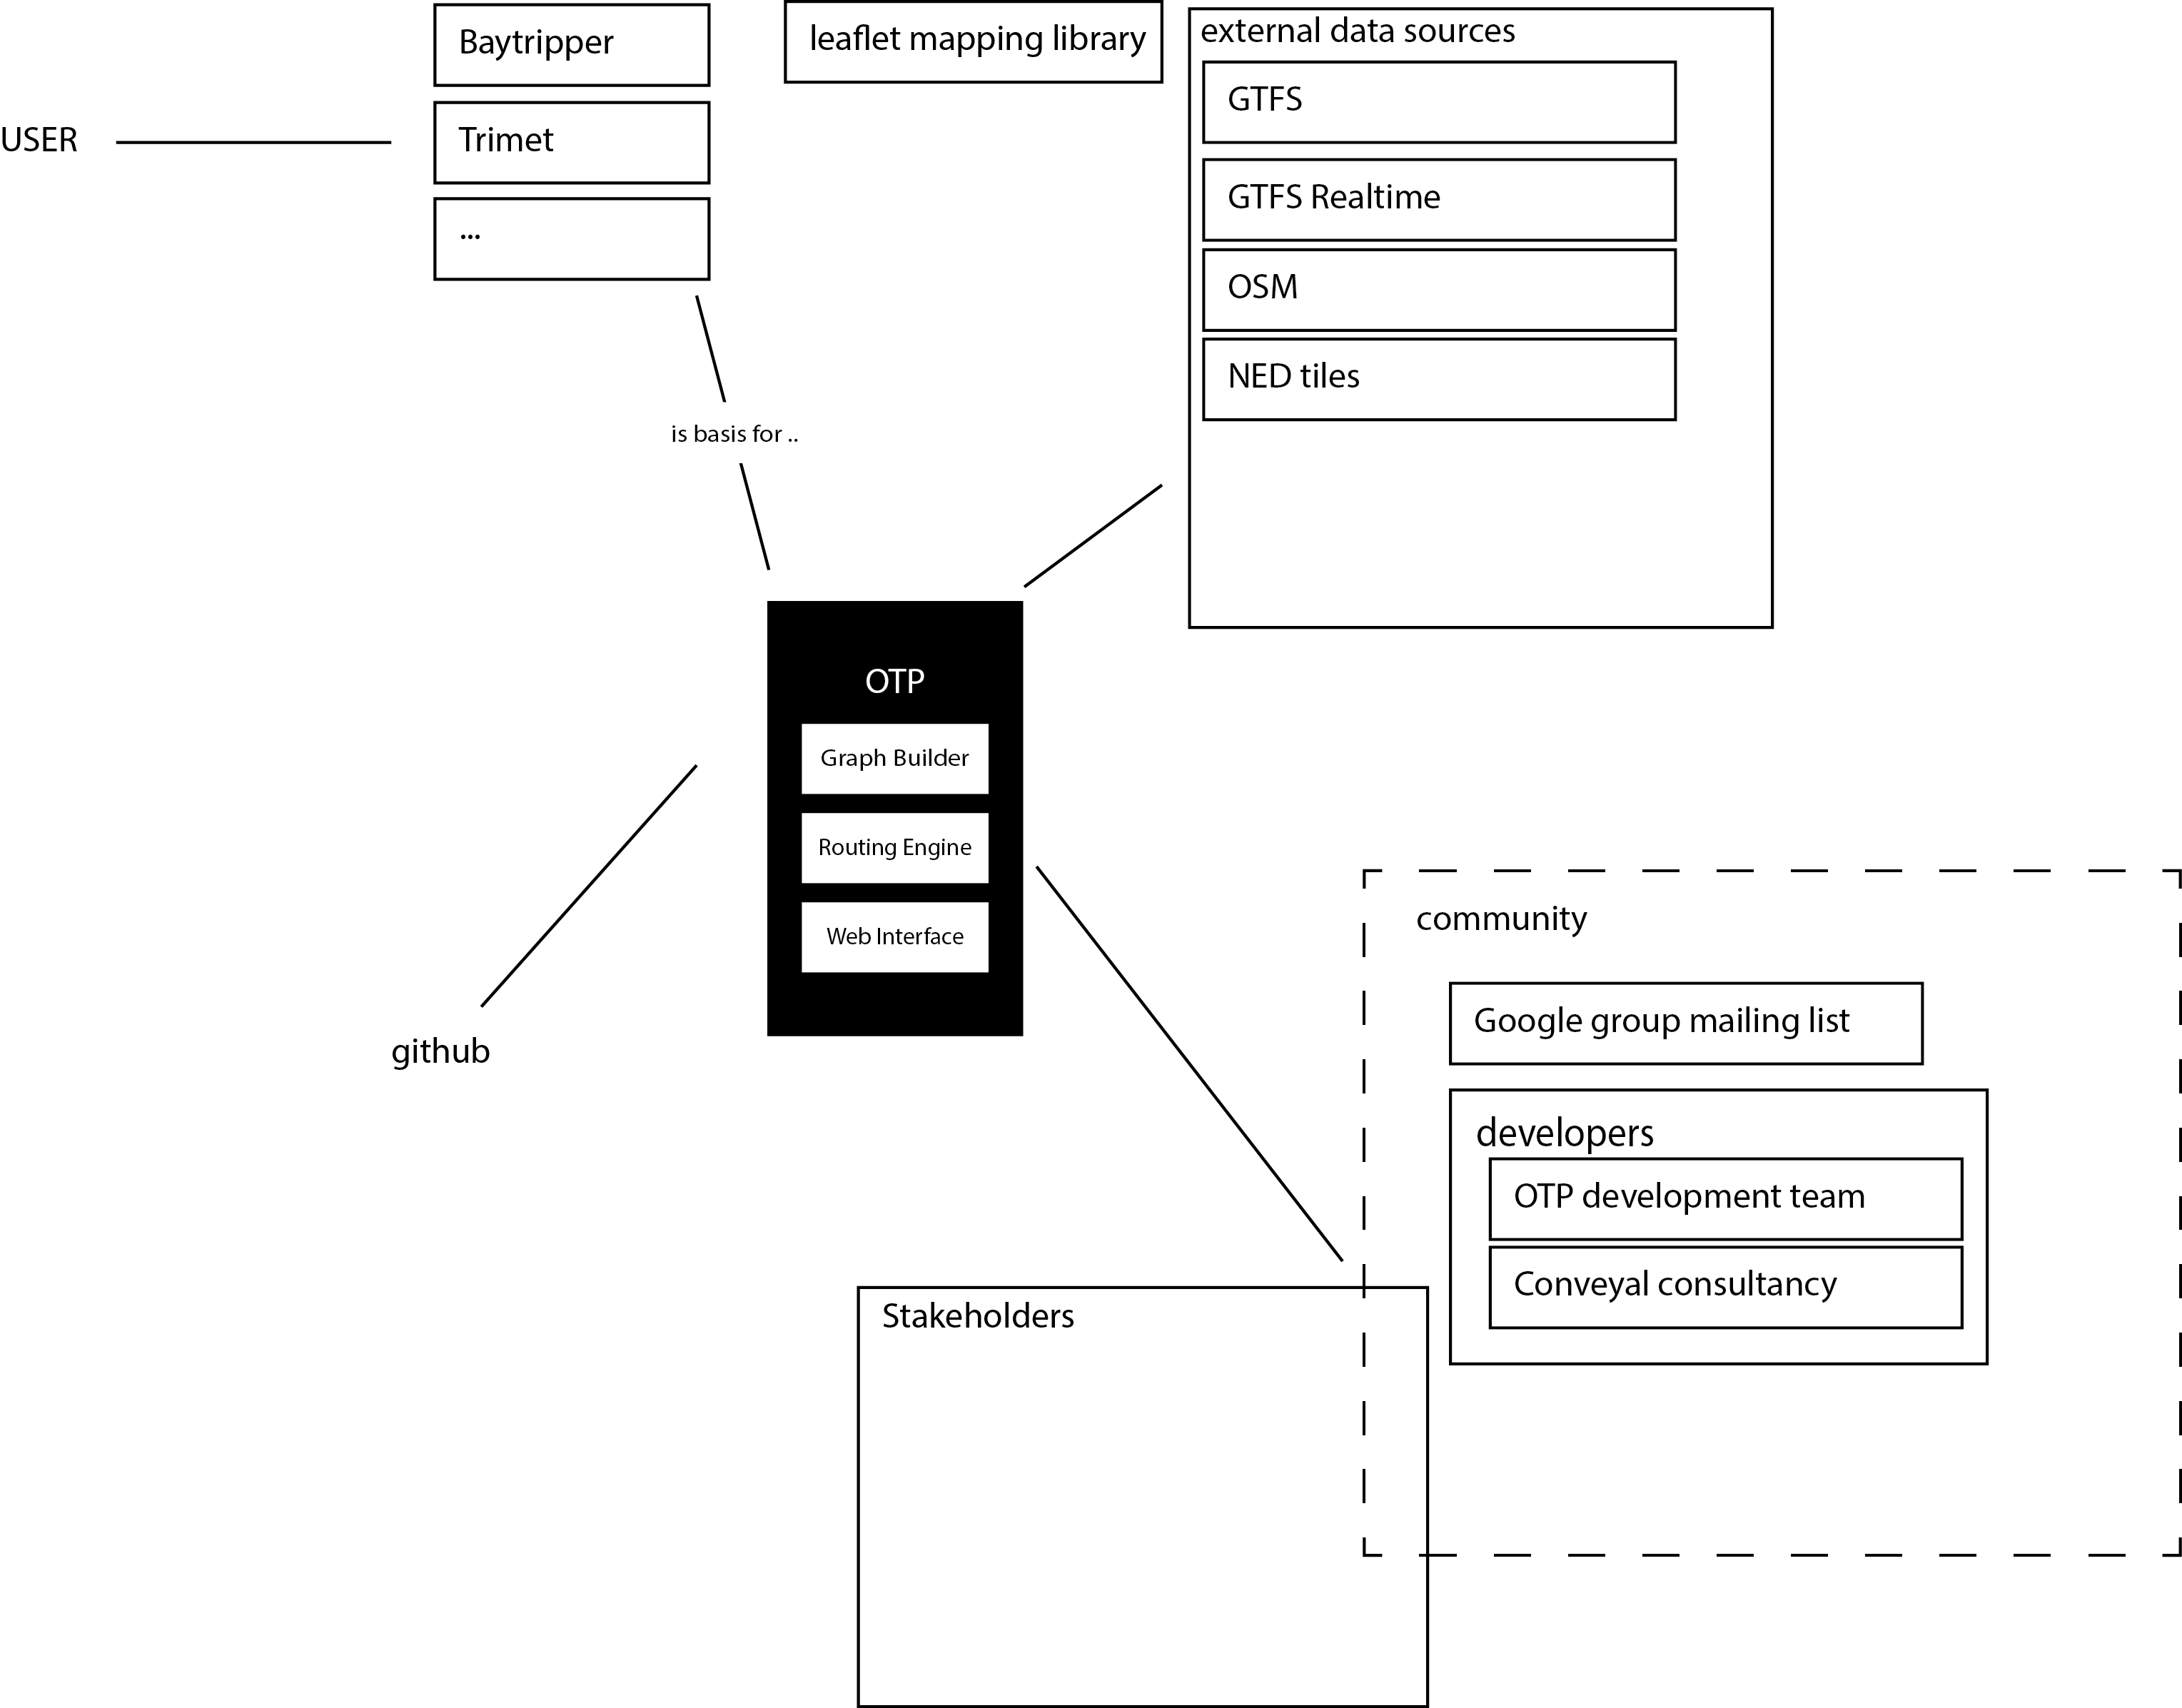 Baytripper
leaflet mapping library
external data sources
GTFS
USER
Trimet
GTFS Realtime
...
OSM
NED tiles
is basis for ..
OTP
Graph Builder
Routing Engine
Web Interface
community
Google group mailing list
github
developers
OTP development team
Conveyal consultancy
Stakeholders